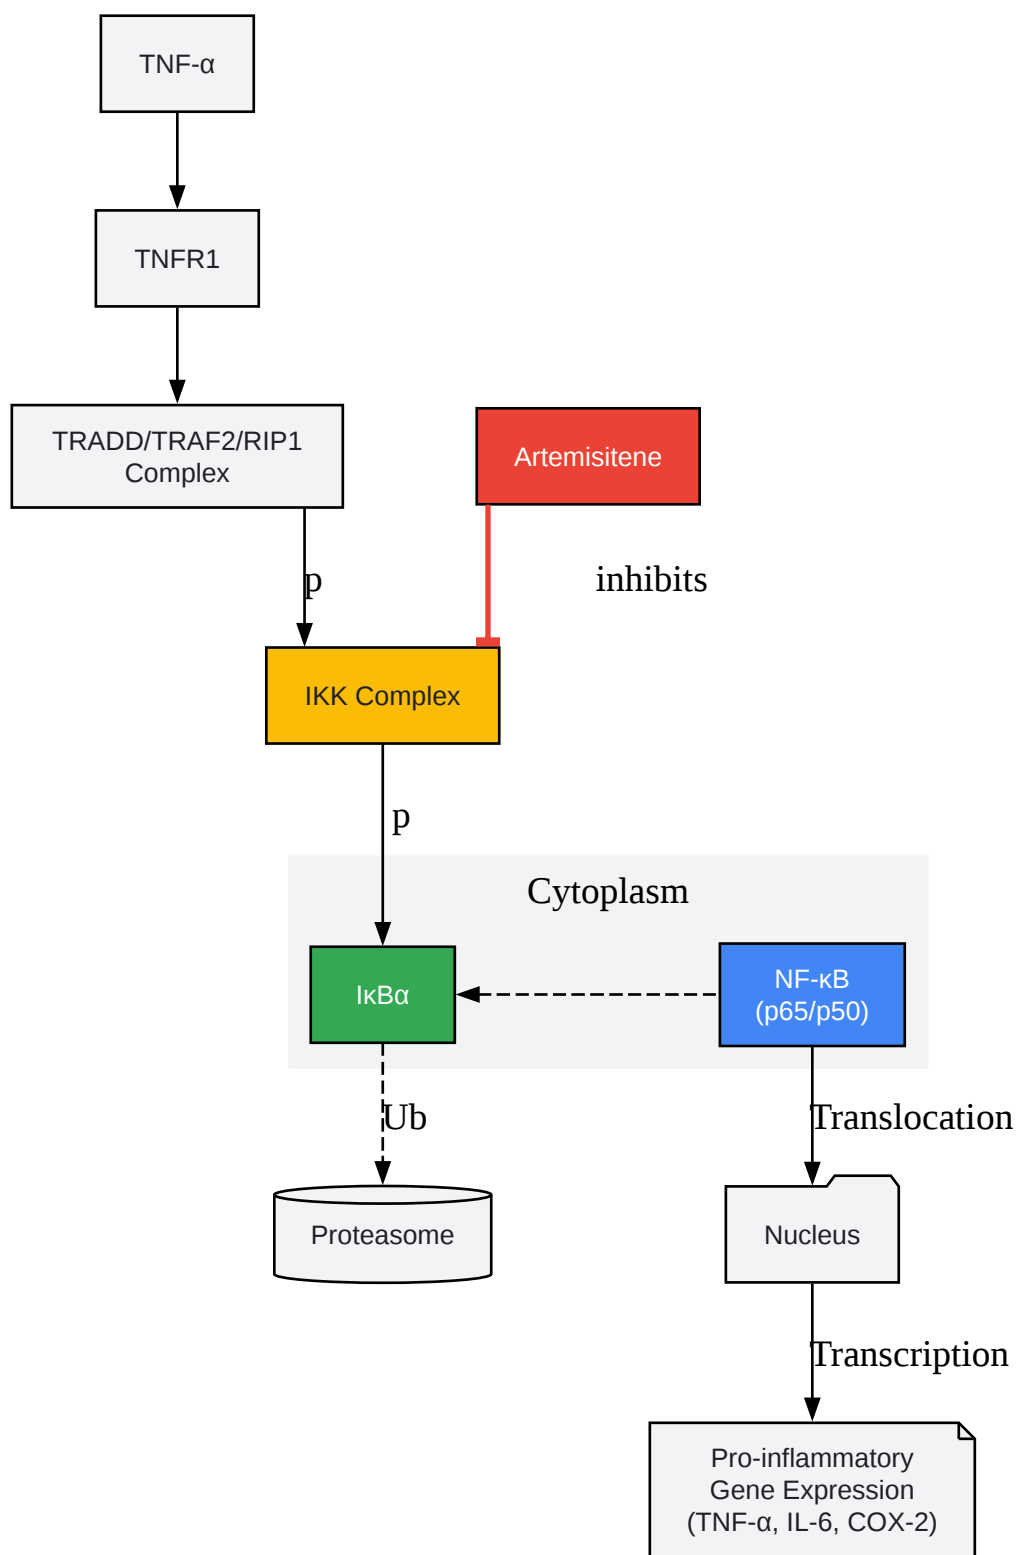 TNF-α
TNFR1
TRADD/TRAF2/RIP1
Complex
Artemisitene
p
inhibits
IKK Complex
p
Cytoplasm
IκBα
NF-κB
(p65/p50)
Ub
Translocation
Proteasome
Nucleus
Transcription
Pro-inflammatory
Gene Expression
(TNF-α, IL-6, COX-2)